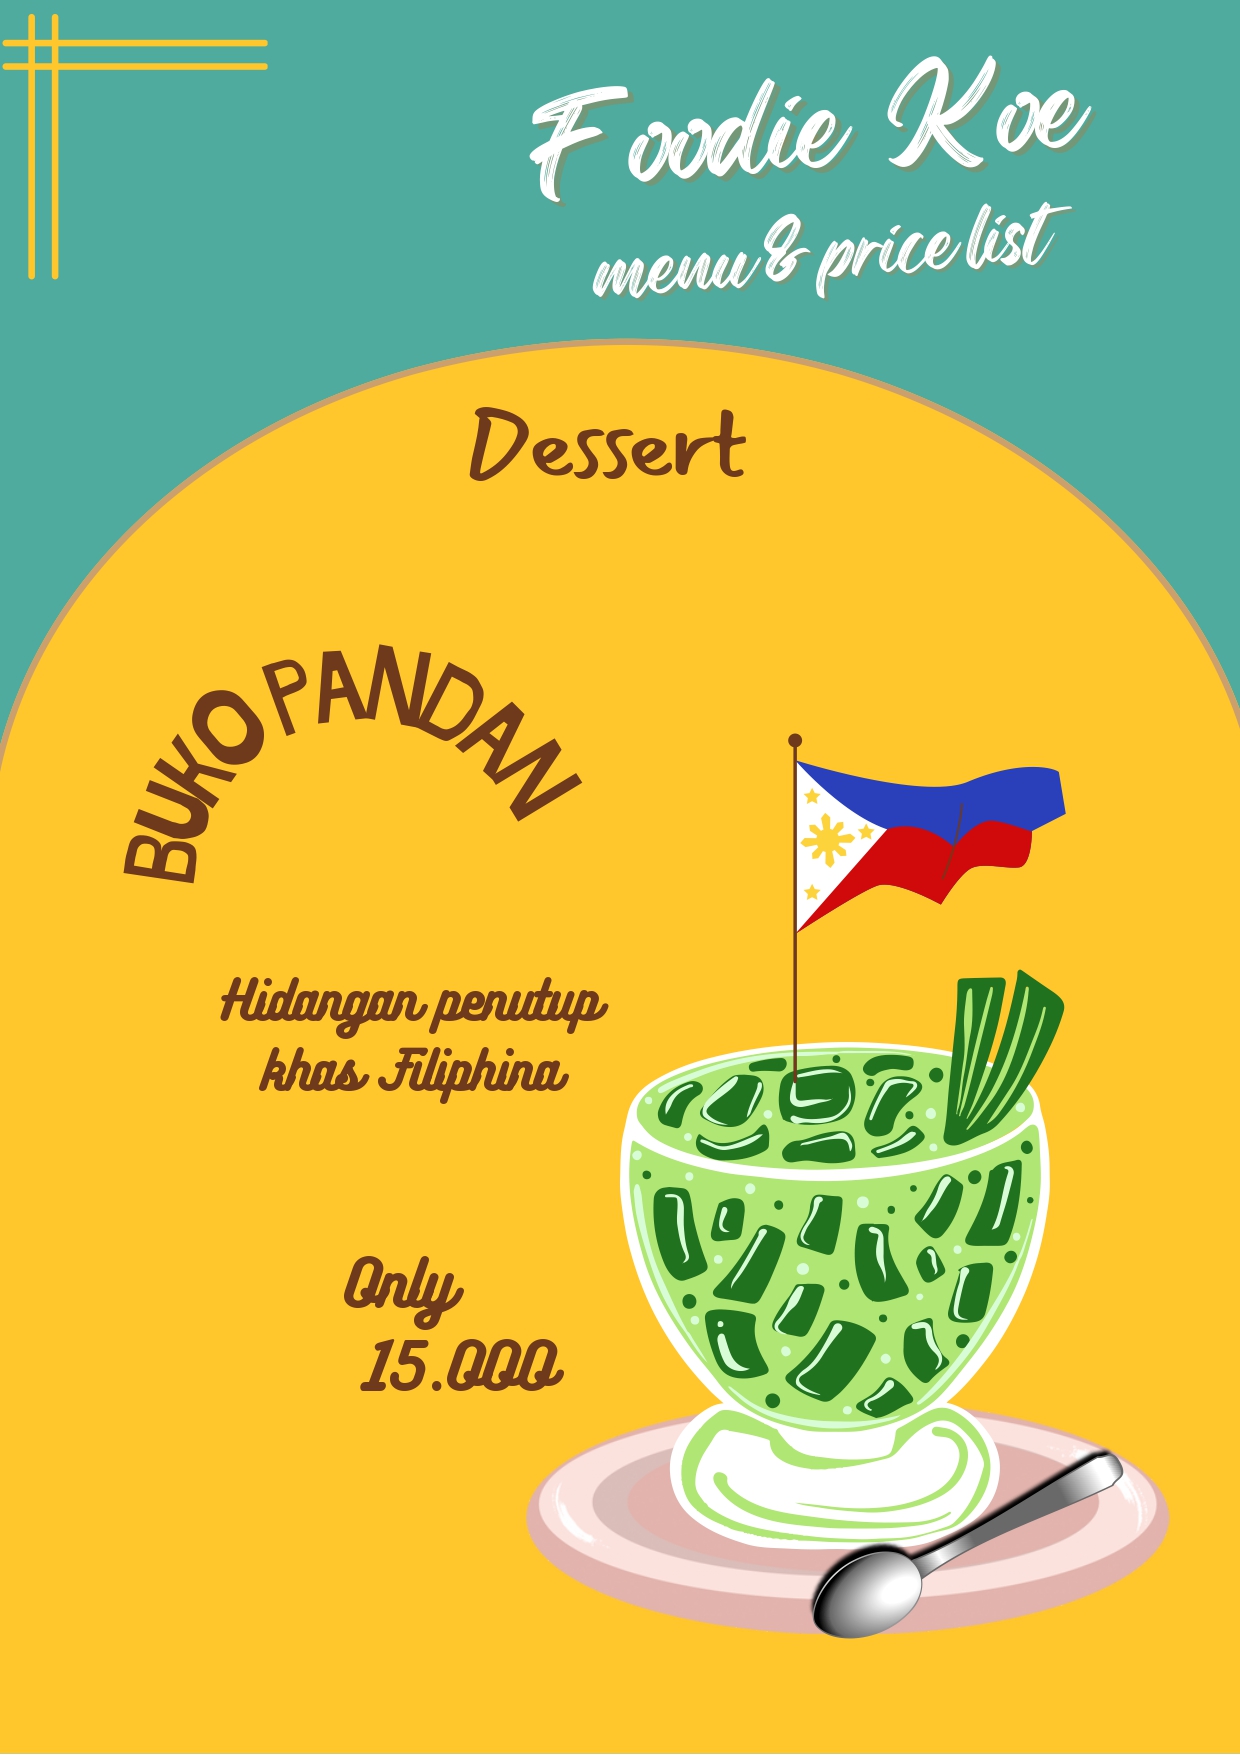 Foodie Koe
menu & price list
Dessert
BUKO PANDAN
Hidangan penutup
khas Filiphina
Only
15.000